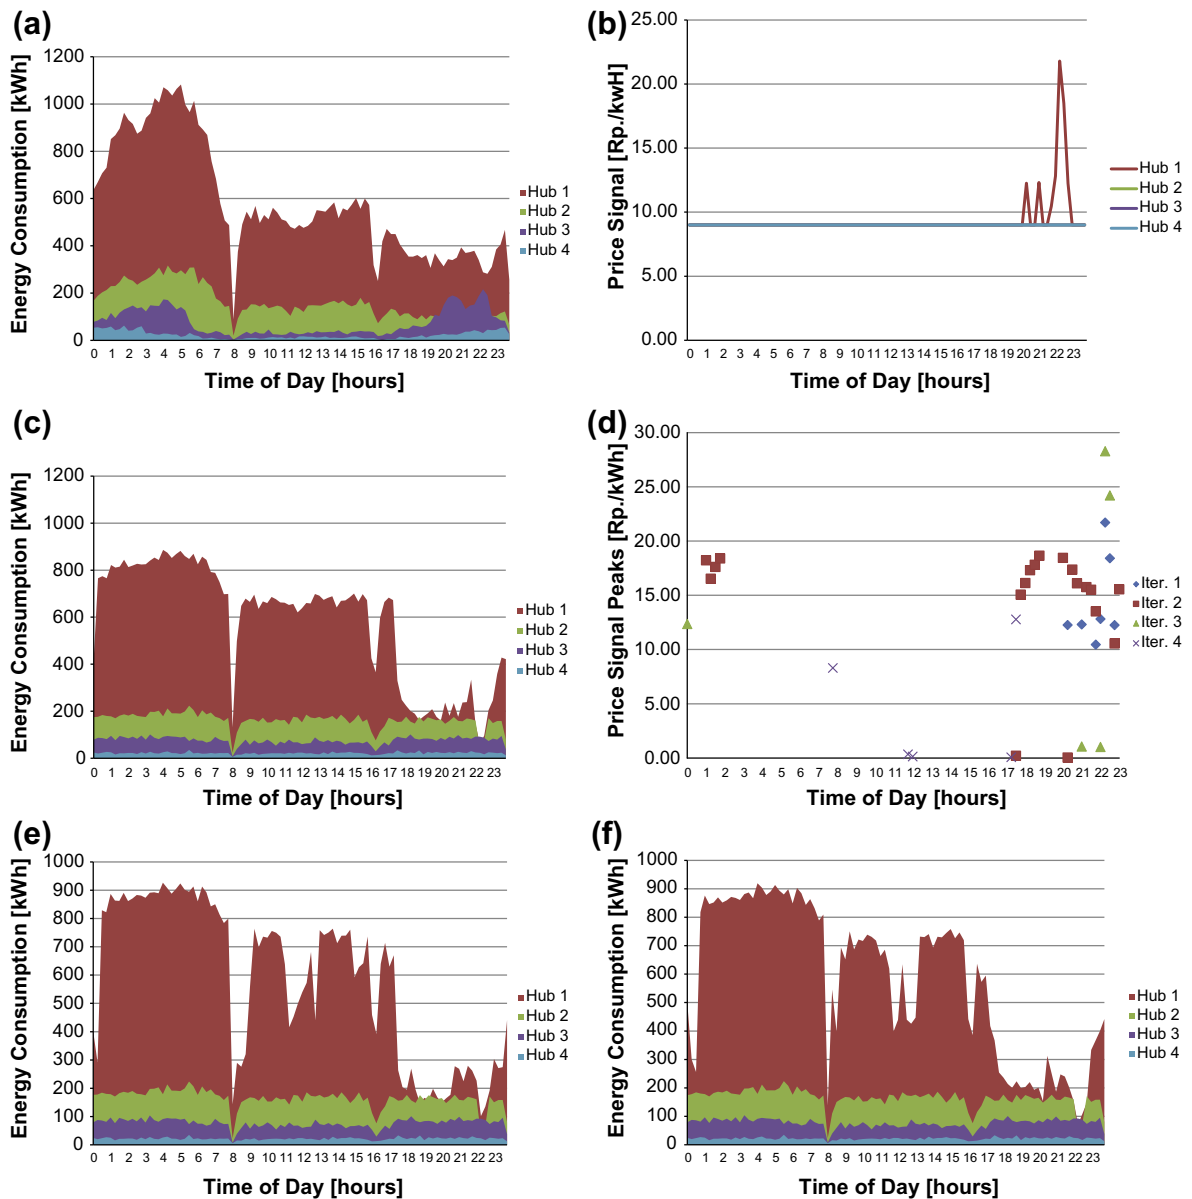 (a)
Energy Consumption [kWh]
1200
1000
800
600
400
200
0
0 1 2 3 4 5 6 7 8 9 10 11 12 13 14 15 16 17 18 19 20 21 22 23
Time of Day [hours]
Hub 1
Hub 2
Hub 3
Hub 4
(b)
Price Signal [Rp./kwH]
25.00
20.00
15.00
10.00
5.00
0.00
0 1 2 3 4 5 6 7 8 9 10 11 12 13 14 15 16 17 18 19 20 21 22 23
Time of Day [hours]
Hub 1
Hub 2
Hub 3
Hub 4
(c)
Energy Consumption [kWh]
1200
1000
800
600
400
200
0
0 1 2 3 4 5 6 7 8 9 10 11 12 13 14 15 16 17 18 19 20 21 22 23
Time of Day [hours]
Hub 1
Hub 2
Hub 3
Hub 4
(d)
Price Signal Peaks [Rp./kWh]
30.00
25.00
20.00
15.00
10.00
5.00
0.00
0 1 2 3 4 5 6 7 8 9 10 11 12 13 14 15 16 17 18 19 20 21 22 23
Time of Day [hours]
Iter. 1
Iter. 2
Iter. 3
Iter. 4
(e)
Energy Consumption [kWh]
1000
900
800
700
600
500
400
300
200
100
0
0 1 2 3 4 5 6 7 8 9 10 11 12 13 14 15 16 17 18 19 20 21 22 23
Time of Day [hours]
Hub 1
Hub 2
Hub 3
Hub 4
(f)
Energy Consumption [kWh]
1000
900
800
700
600
500
400
300
200
100
0
0 1 2 3 4 5 6 7 8 9 10 11 12 13 14 15 16 17 18 19 20 21 22 23
Time of Day [hours]
Hub 1
Hub 2
Hub 3
Hub 4